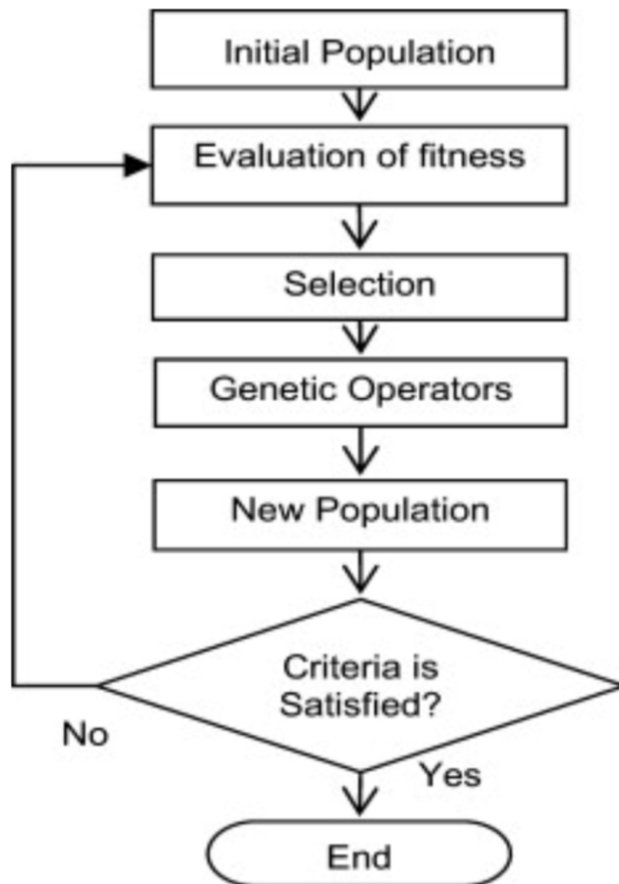 Initial Population
Evaluation of fitness
Selection
Genetic Operators
New Population
Criteria is
Satisfied?
No
Yes
End